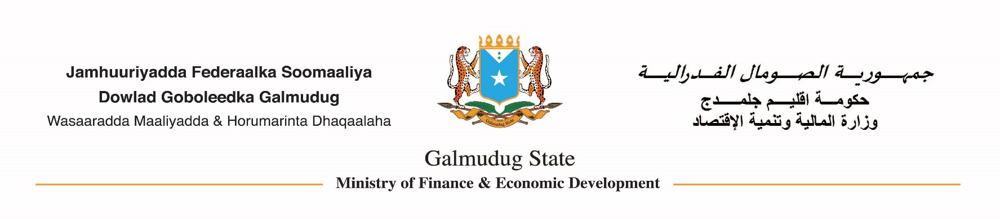 Jamhuuriyadda Federaalka Soomaaliya
Dowlad Goboleedka Galmudug
Wasaaradda Maaliyadda & Horumarinta Dhaqaalaha
Galmudug State
جمهورية الصومال الفدرالية
حكومة اقليم جلمدج
وزارة المالية وتنمية الإقتصاد
Galmudug State
Ministry of Finance & Economic Development